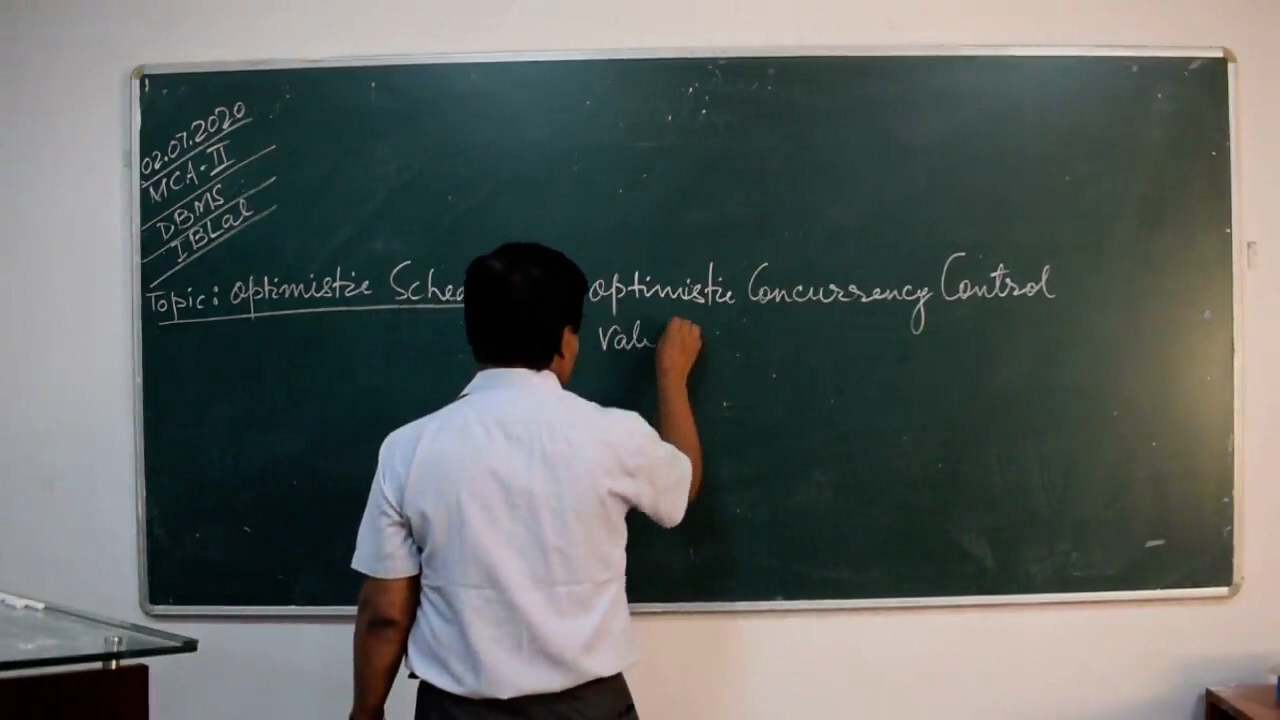 02.07.2020
MCA-II
DBMS
IBLal
Topic: optimistic Sched optimistic Concurrency Control
Vali